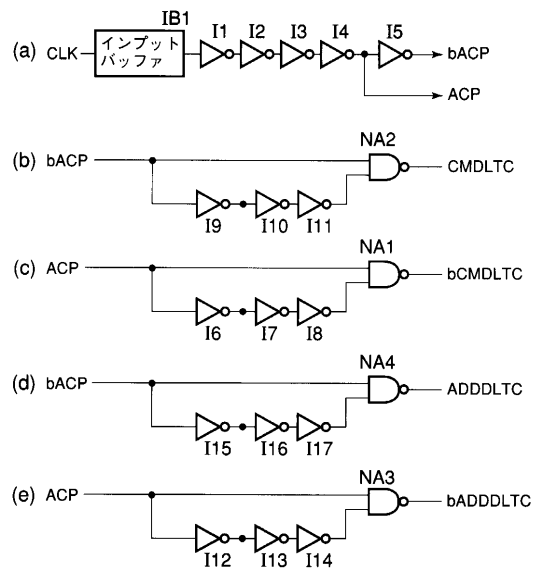 IB1
(a) CLK インプット バッファ I1 I2 I3 I4 I5 bACP
ACP
NA2
(b) bACP CMDLTC
I9 I10 I11
NA1
(c) ACP bCMDLTC
I6 I7 I8
NA4
(d) bACP ADDDLTC
I15 I16 I17
NA3
(e) ACP bADDDLTC
I12 I13 I14